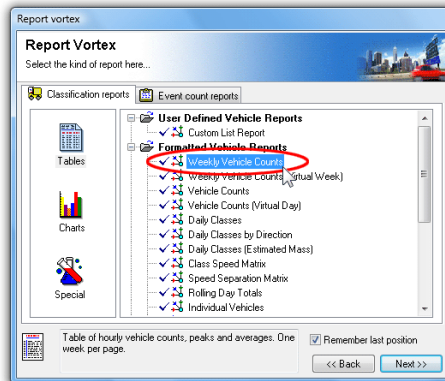 Report vortex
Report Vortex
Select the kind of report here...
Classification reports
Event count reports
Tables
Charts
Special
User Defined Vehicle Reports
Custom List Report
Formatted Vehicle Reports
Weekly Vehicle Counts
Weekly Vehicle Counts (Virtual Week)
Vehicle Counts
Vehicle Counts (Virtual Day)
Daily Classes
Daily Classes by Direction
Daily Classes (Estimated Mass)
Class Speed Matrix
Speed Separation Matrix
Rolling Day Totals
Individual Vehicles
Table of hourly vehicle counts, peaks and averages. One
week per page.
Remember last position
<< Back
Next >>